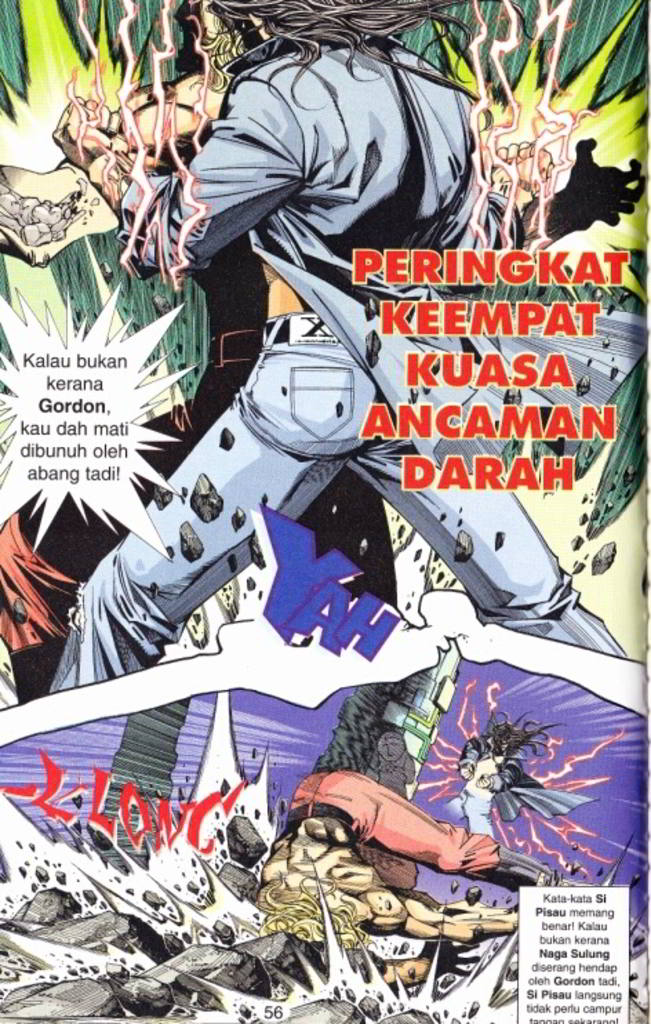 PERINGKAT
KEEMPAT
KUASA
ANCAMAN
DARAH
Kalau bukan
kerana
Gordon,
kau dah mati
dibunuh oleh
abang tadi!
X
YAH
KLONG
Kata-kata Si
Pisau memang
benar! Kalau
bukan kerana
Naga Sulung
diserang hendap
oleh Gordon tadi,
Si Pisau langsung
tidak perlu campur
tangan sekarang!
56